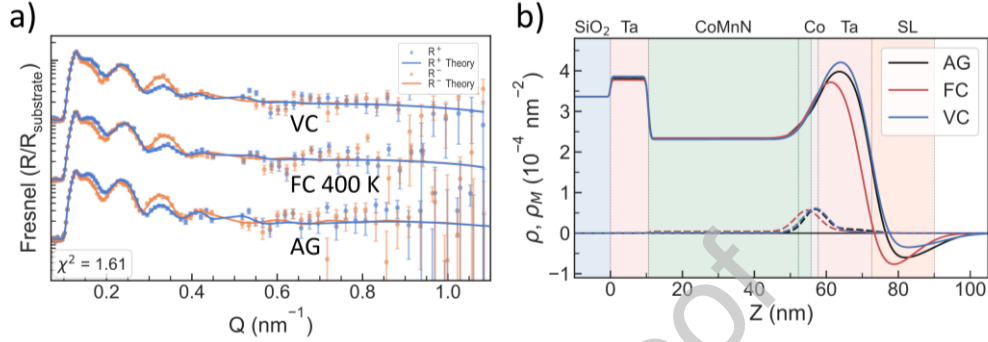 a)
Fresnel (R/R_substrate)
R⁺
R⁺ Theory
R⁻
R⁻ Theory
VC
FC 400 K
AG
χ² = 1.61
0.2 0.4 0.6 0.8 1.0
Q (nm⁻¹)
b)
SiO₂ Ta CoMnN Co Ta SL
ρ, ρ_M (10⁻⁴ nm⁻²)
4
3
2
1
0
−1
AG
FC
VC
−10 0 20 40 60 80 100
Z (nm)